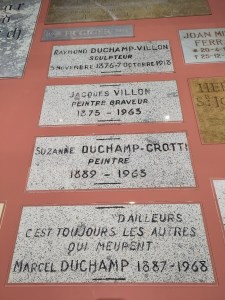 RAYMOND DUCHAMP-VILLON
SCULPTEUR
5 NOVEMBRE 1876-7 OCTOBRE 1918
JACQUES VILLON
PEINTRE GRAVEUR
1875 - 1963
SUZANNE DUCHAMP-CROTTI
PEINTRE
1889 - 1963
D'AILLEURS
C'EST TOUJOURS LES AUTRES
QUI MEURENT
MARCEL DUCHAMP 1887-1968